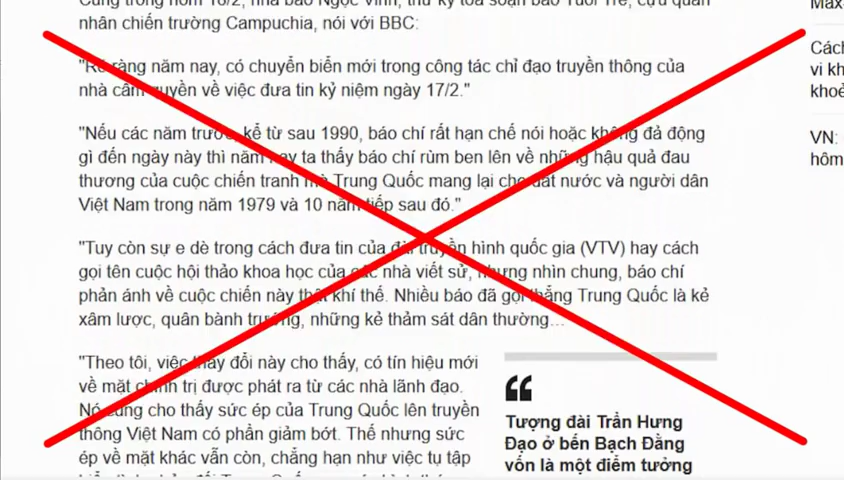 Cũng trong hôm 18/2, nhà báo Ngọc Vinh, thư ký tòa soạn báo Tuổi Trẻ, cựu quân
nhân chiến trường Campuchia, nói với BBC:
"Rõ ràng năm nay, có chuyển biến mới trong công tác chỉ đạo truyền thông của
nhà cầm quyền về việc đưa tin kỷ niệm ngày 17/2."
"Nếu các năm trước, kể từ sau 1990, báo chí rất hạn chế nói hoặc không đả động
gì đến ngày này thì năm nay ta thấy báo chí rùm ben lên về những hậu quả đau
thương của cuộc chiến tranh mà Trung Quốc mang lại cho đất nước và người dân
Việt Nam trong năm 1979 và 10 năm tiếp sau đó."
"Tuy còn sự e dè trong cách đưa tin của đài truyền hình quốc gia (VTV) hay cách
gọi tên cuộc hội thảo khoa học của các nhà viết sử, nhưng nhìn chung, báo chí
phản ánh về cuộc chiến này thật khí thế. Nhiều báo đã gọi thẳng Trung Quốc là kẻ
xâm lược, quân bành trướng, những kẻ thảm sát dân thường...
"Theo tôi, việc thay đổi này cho thấy, có tín hiệu mới
về mặt chính trị được phát ra từ các nhà lãnh đạo.
Nó cũng cho thấy sức ép của Trung Quốc lên truyền
thông Việt Nam có phần giảm bớt. Thế nhưng sức
ép về mặt khác vẫn còn, chẳng hạn như việc tụ tập
Tượng đài Trần Hưng
Đạo ở bến Bạch Đằng
vốn là một điểm tưởng
Cách
vi kh
khoẻ
VN:
hôm